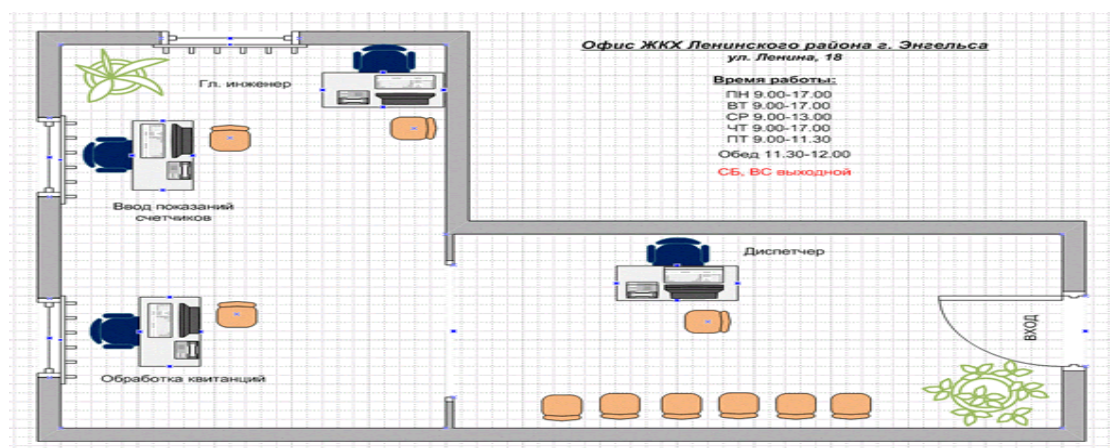 Офис ЖКХ Ленинского района г. Энгельса
ул. Ленина, 18
Время работы:
ПН 9.00-17.00
ВТ 9.00-17.00
СР 9.00-13.00
ЧТ 9.00-17.00
ПТ 9.00-11.30
Обед 11.30-12.00
СБ, ВС выходной
Гл. инженер
Ввод показаний
счетчиков
Диспетчер
ВХОД
Обработка квитанций